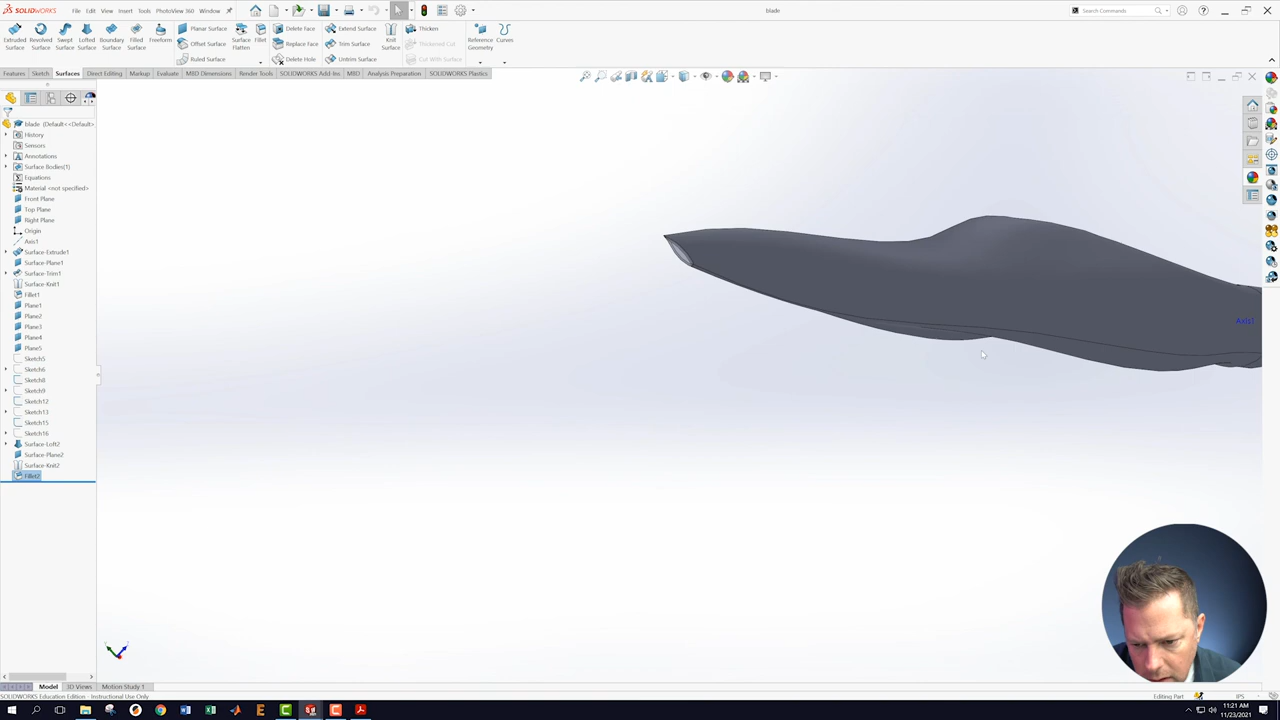 SOLIDWORKS
File Edit View Insert Tools PhotoView 360 Window
blade
Search Commands
Extruded Surface
Revolved Surface
Swept Surface
Lofted Surface
Boundary Surface
Filled Surface
Freeform
Planar Surface
Offset Surface
Ruled Surface
Surface Flatten
Fillet
Delete Face
Replace Face
Delete Hole
Extend Surface
Trim Surface
Untrim Surface
Knit Surface
Thicken
Thickened Cut
Cut With Surface
Reference Geometry
Curves
Features Sketch Surfaces Direct Editing Markup Evaluate MBD Dimensions Render Tools SOLIDWORKS Add-Ins MBD Analysis Preparation SOLIDWORKS Plastics
blade (Default<<Default>
History
Sensors
Annotations
Surface Bodies(1)
Equations
Material <not specified>
Front Plane
Top Plane
Right Plane
Origin
Axis1
Surface-Extrude1
Surface-Plane1
Surface-Trim1
Surface-Knit1
Fillet1
Plane1
Plane2
Plane3
Plane4
Plane5
Sketch5
Sketch6
Sketch8
Sketch9
Sketch12
Sketch13
Sketch15
Sketch16
Surface-Loft2
Surface-Plane2
Surface-Knit2
Fillet2
Axis1
Model 3D Views Motion Study 1
SOLIDWORKS Education Edition - Instructional Use Only
Editing Part
IPS
11:21 AM
11/23/2021